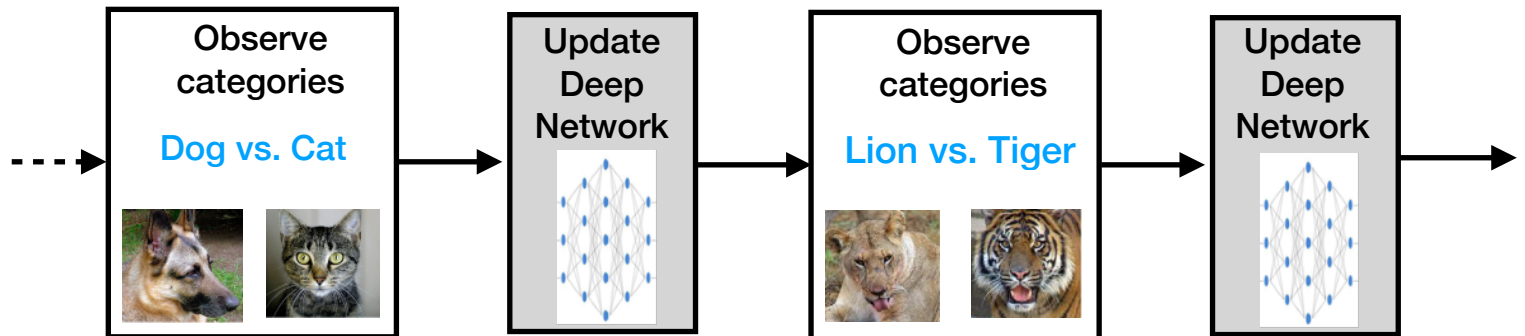 Observe
categories
Dog vs. Cat
Update
Deep
Network
Observe
categories
Lion vs. Tiger
Update
Deep
Network